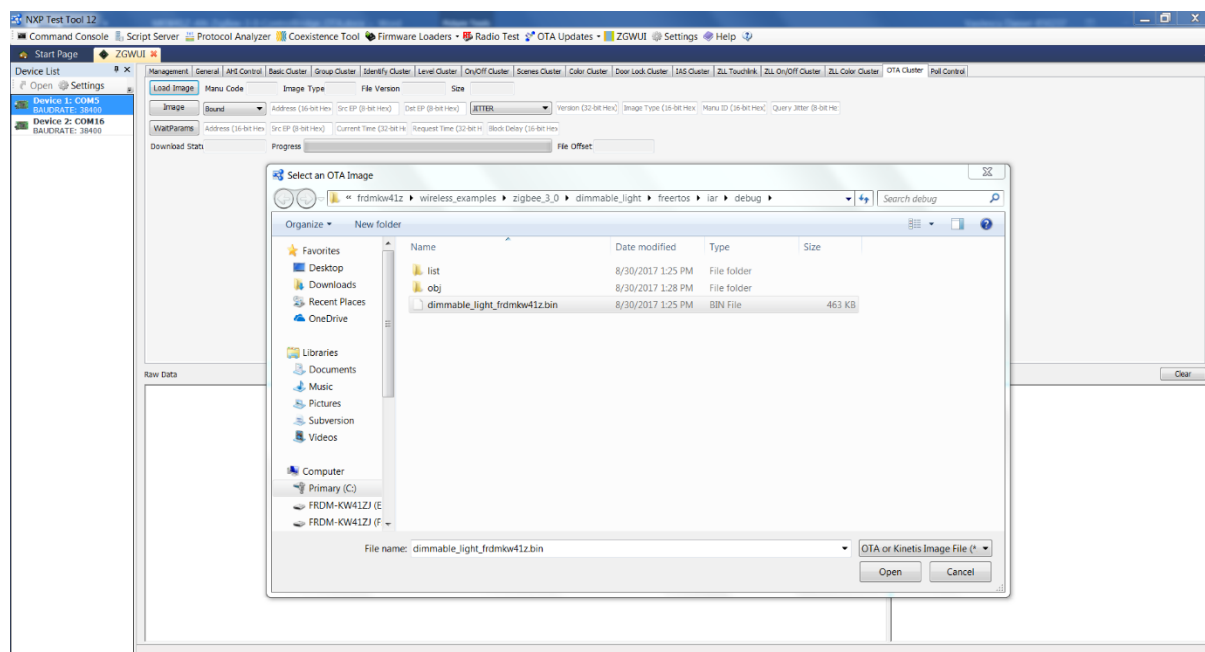 NXP Test Tool 12
Command Console Script Server Protocol Analyzer Coexistence Tool Firmware Loaders Radio Test OTA Updates ZGWUI Settings Help
Start Page ZGWUI
Device List
Open Settings
Device 1: COM5
BAUDRATE: 38400
Device 2: COM16
BAUDRATE: 38400
Management General AHI Control Basic Cluster Group Cluster Identify Cluster Level Cluster On/Off Cluster Scenes Cluster Color Cluster Door Lock Cluster IAS Cluster ZLL Touchlink ZLL On/Off Cluster ZLL Color Cluster OTA Cluster Poll Control
Load Image Manu Code Image Type File Version Size
Image Bound Address (16-bit Hex Src EP (8-bit Hex) Dst EP (8-bit Hex) JITTER Version (32-bit Hex) Image Type (16-bit Hex Manu ID (16-bit Hex) Query Jitter (8-bit He
WaitParams Address (16-bit Hex Src EP (8-bit Hex) Current Time (32-bit H Request Time (32-bit H Block Delay (16-bit Hex
Download Stat Progress File Offset
Select an OTA Image
« frdmkw41z wireless_examples zigbee_3_0 dimmable_light freertos iar debug Search debug
Organize New folder
Name Date modified Type Size
Favorites
Desktop
Downloads
Recent Places
OneDrive
Libraries
Documents
Music
Pictures
Subversion
Videos
Computer
Primary (C:)
FRDM-KW41ZJ (E
FRDM-KW41ZJ (F
list 8/30/2017 1:25 PM File folder
obj 8/30/2017 1:28 PM File folder
dimmable_light_frdmkw41z.bin 8/30/2017 1:25 PM BIN File 463 KB
File name: dimmable_light_frdmkw41z.bin OTA or Kinetis Image File (*
Open Cancel
Raw Data
Clear